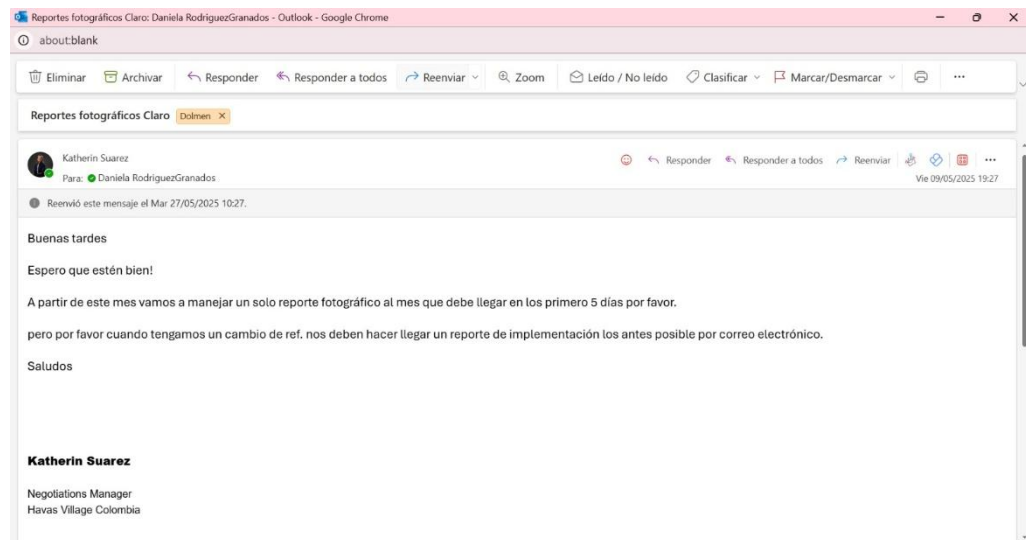 Reportes fotográficos Claro: Daniela RodriguezGranados - Outlook - Google Chrome
about:blank
Eliminar Archivar Responder Responder a todos Reenviar Zoom Leído / No leído Clasificar Marcar/Desmarcar ...
Reportes fotográficos Claro Dolmen X
Katherin Suarez
Responder Responder a todos Reenviar ...
Para: Daniela RodriguezGranados
Vie 09/05/2025 19:27
Reenvió este mensaje el Mar 27/05/2025 10:27.
Buenas tardes
Espero que estén bien!
A partir de este mes vamos a manejar un solo reporte fotográfico al mes que debe llegar en los primero 5 días por favor.
pero por favor cuando tengamos un cambio de ref. nos deben hacer llegar un reporte de implementación los antes posible por correo electrónico.
Saludos
Katherin Suarez
Negotiations Manager
Havas Village Colombia